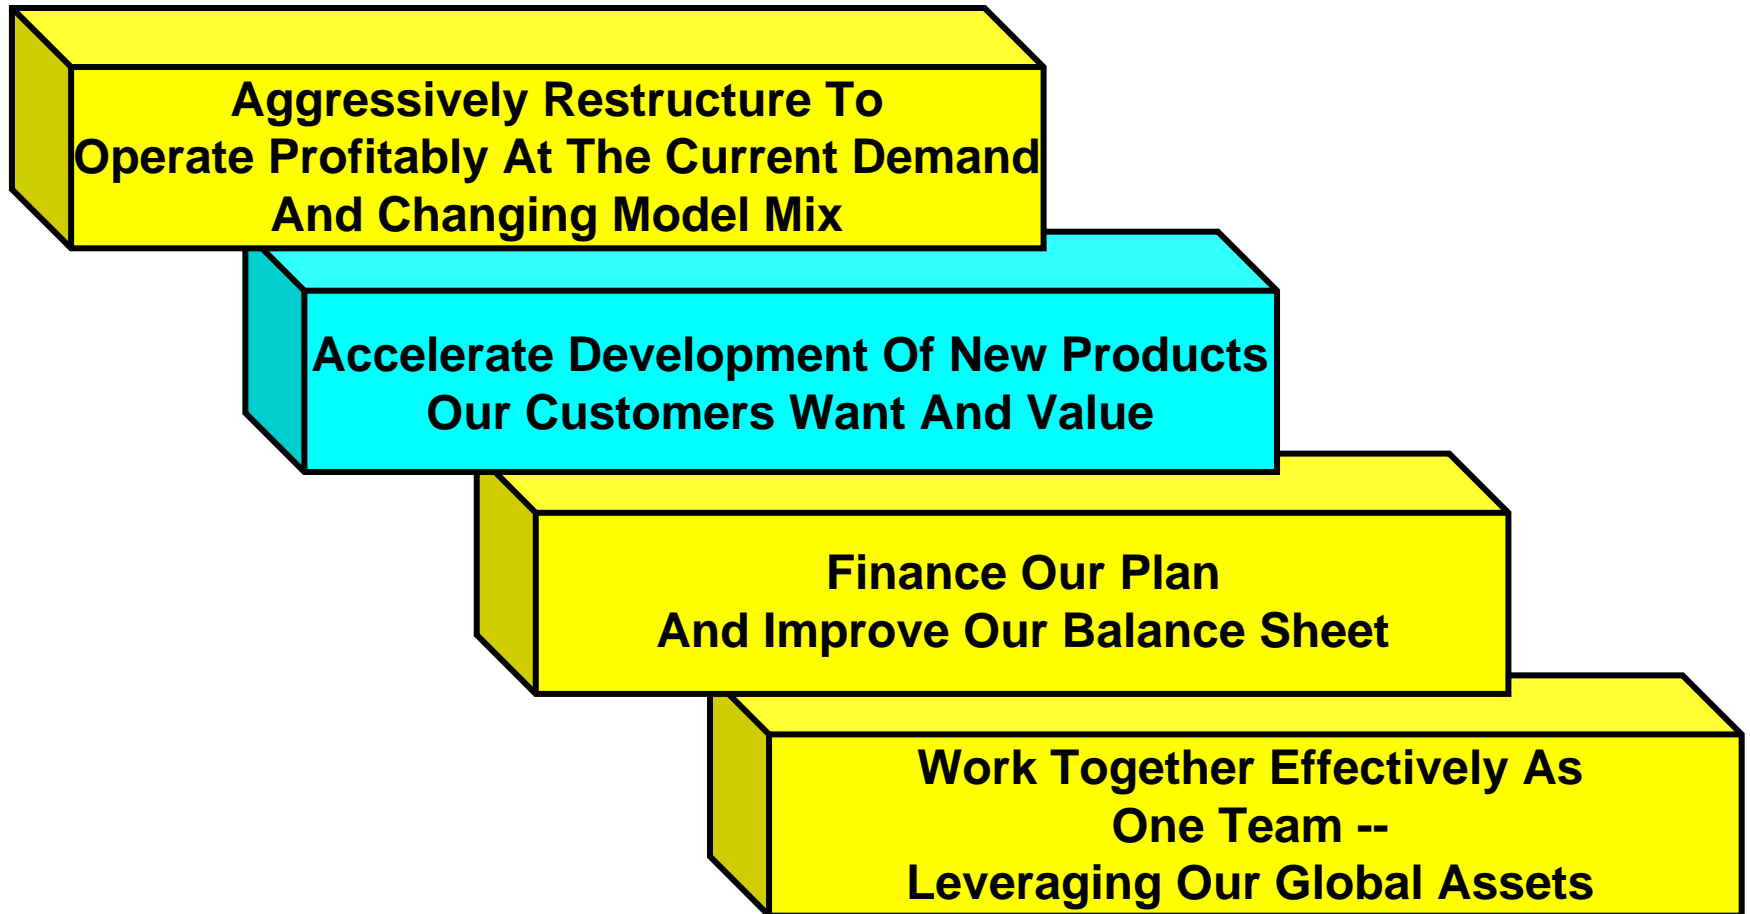 Aggressively Restructure To
Operate Profitably At The Current Demand
And Changing Model Mix
Accelerate Development Of New Products
Our Customers Want And Value
Finance Our Plan
And Improve Our Balance Sheet
Work Together Effectively As
One Team --
Leveraging Our Global Assets